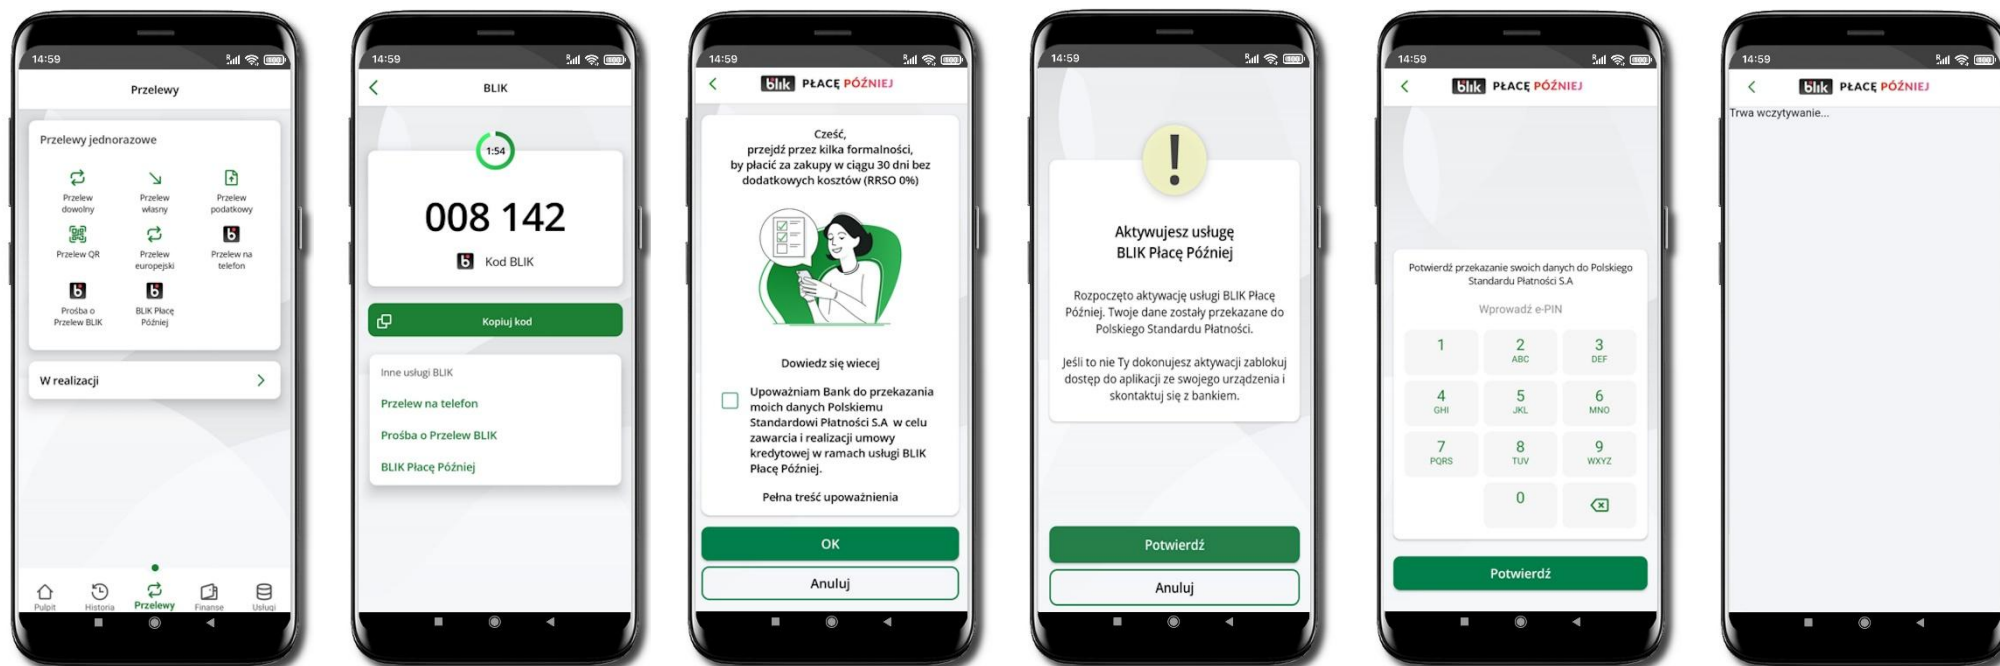 14:59
Przelewy
Przelewy jednorazowe
Przelew
dowolny
Przelew
własny
Przelew
podatkowy
Przelew QR
Przelew
europejski
Przelew na
telefon
Prośba o
Przelew BLIK
BLIK Płacę
Później
W realizacji
Pulpit
Historia
Przelewy
Finanse
Usługi
14:59
BLIK
1:54
008 142
Kod BLIK
Kopiuj kod
Inne usługi BLIK
Przelew na telefon
Prośba o Przelew BLIK
BLIK Płacę Później
14:59
blik PŁACĘ PÓŹNIEJ
Cześć,
przejdź przez kilka formalności,
by płacić za zakupy w ciągu 30 dni bez
dodatkowych kosztów (RRSO 0%)
Dowiedz się wiecej
Upoważniam Bank do przekazania
moich danych Polskiemu
Standardowi Płatności S.A w celu
zawarcia i realizacji umowy
kredytowej w ramach usługi BLIK
Płacę Później.
Pełna treść upoważnienia
OK
Anuluj
14:59
!
Aktywujesz usługę
BLIK Płacę Później
Rozpoczęto aktywację usługi BLIK Płacę
Później. Twoje dane zostały przekazane do
Polskiego Standardu Płatności.
Jeśli to nie Ty dokonujesz aktywacji zablokuj
dostęp do aplikacji ze swojego urządzenia i
skontaktuj się z bankiem.
Potwierdź
Anuluj
14:59
blik PŁACĘ PÓŹNIEJ
Potwierdź przekazanie swoich danych do Polskiego
Standardu Płatności S.A
Wprowadź e-PIN
1 2 3
ABC DEF
4 5 6
GHI JKL MNO
7 8 9
PQRS TUV WXYZ
0
Potwierdź
14:59
blik PŁACĘ PÓŹNIEJ
Trwa wczytywanie...